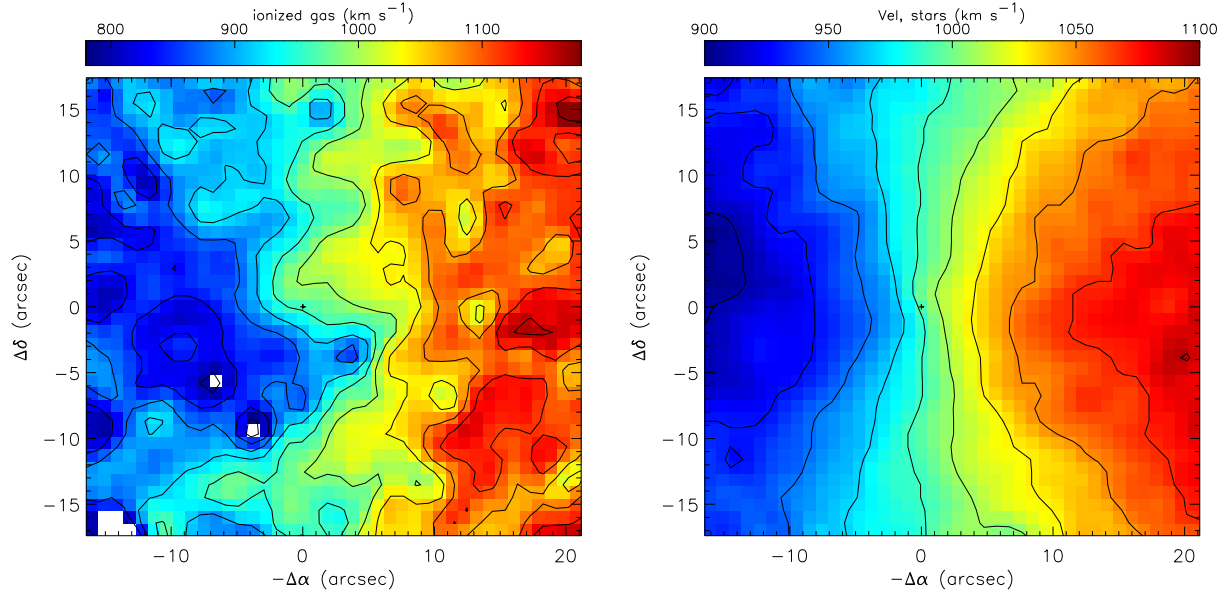 ionized gas (km s⁻¹)
800 900 1000 1100
15
10
5
0
−5
−10
−15
Δδ (arcsec)
−10 0 10 20
−Δα (arcsec)
Vel, stars (km s⁻¹)
900 950 1000 1050 1100
15
10
5
0
−5
−10
−15
Δδ (arcsec)
−10 0 10 20
−Δα (arcsec)